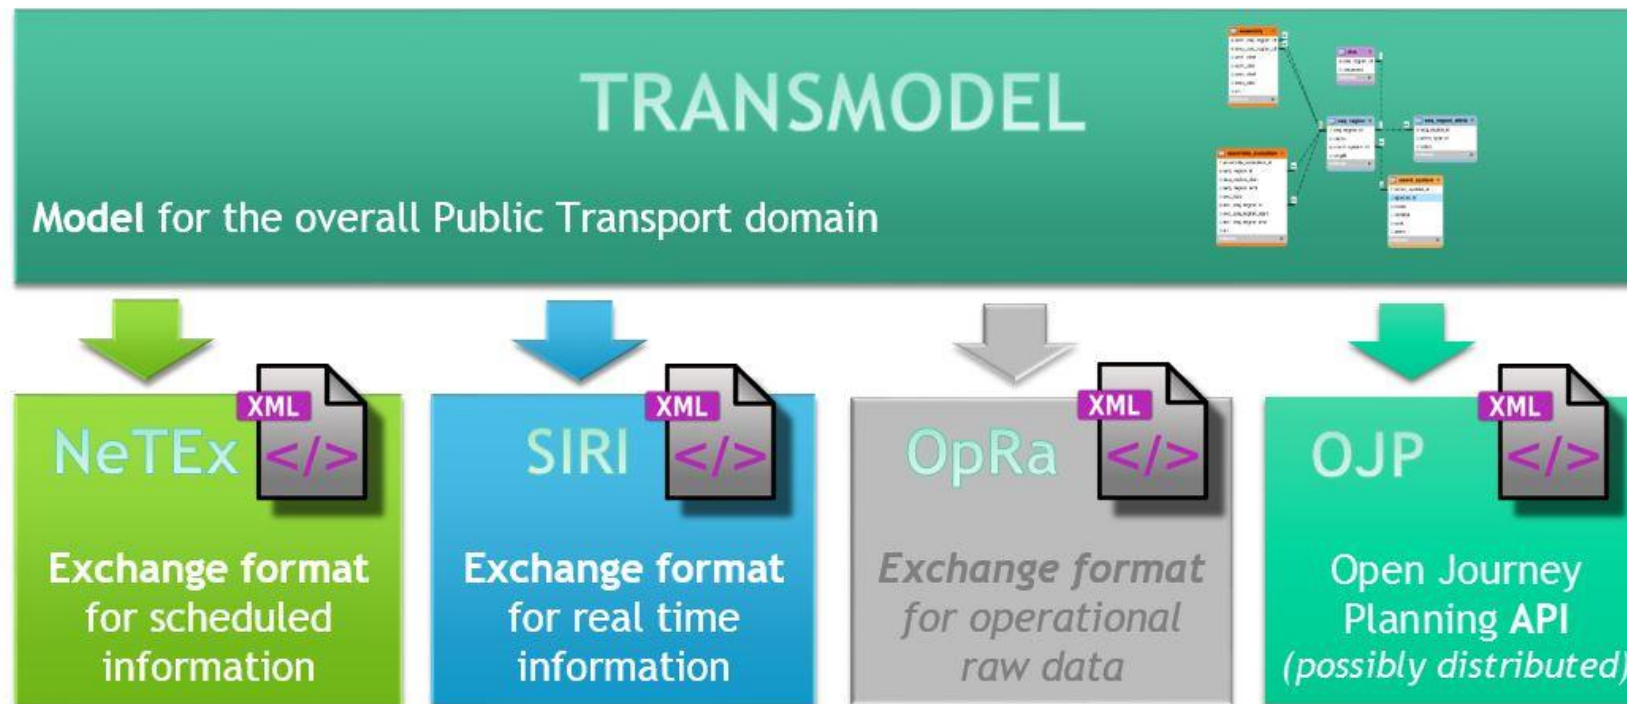 TRANSMODEL
Model for the overall Public Transport domain
XML
NeTEx
</>
Exchange format
for scheduled
information
XML
SIRI
</>
Exchange format
for real time
information
XML
OpRa
</>
Exchange format
for operational
raw data
XML
OJP
</>
Open Journey
Planning API
(possibly distributed)